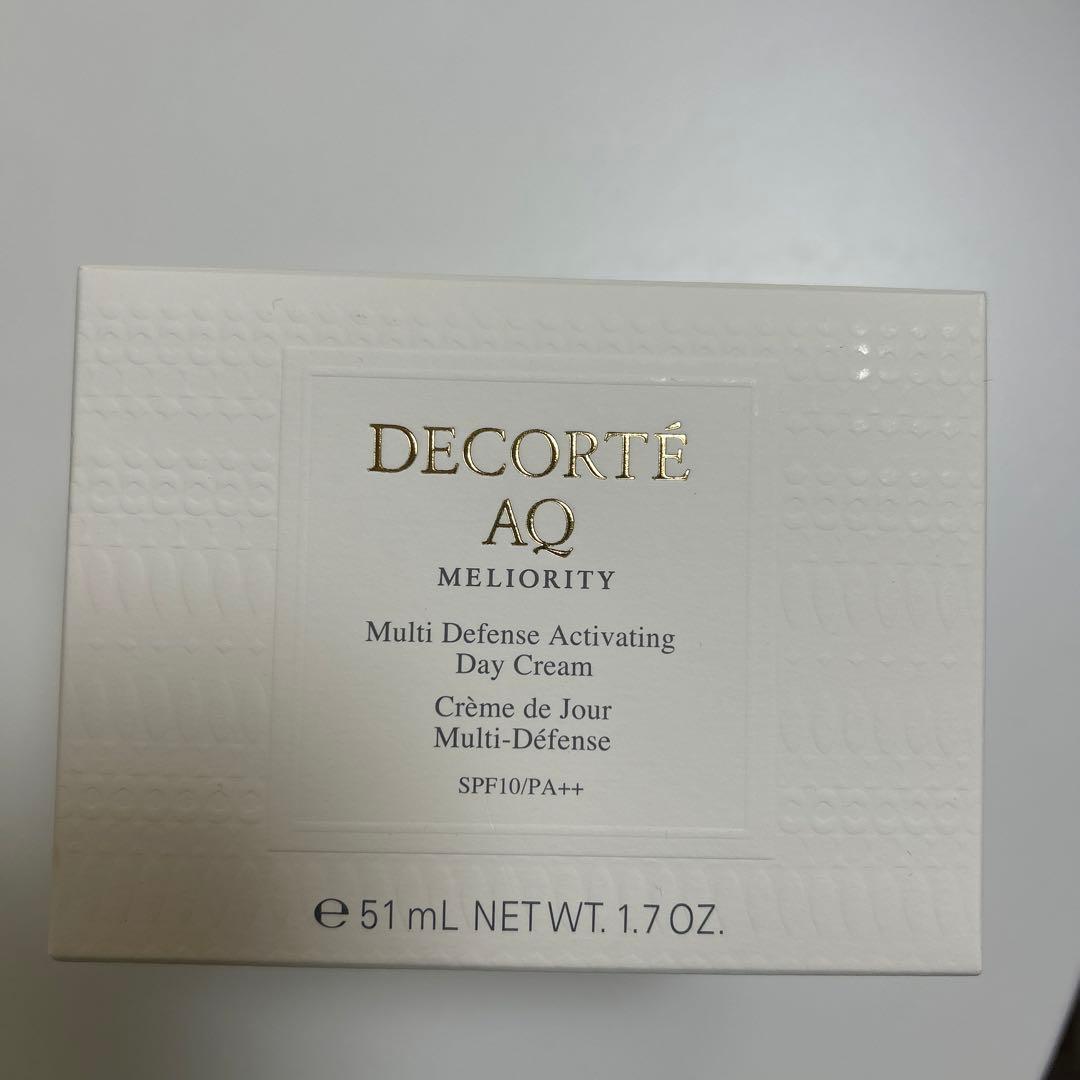 DECORTÉ
AQ
MELIORITY
Multi Defense Activating
Day Cream
Crème de Jour
Multi-Défense
SPF10/PA++
℮ 51 mL NET WT. 1.7 OZ.